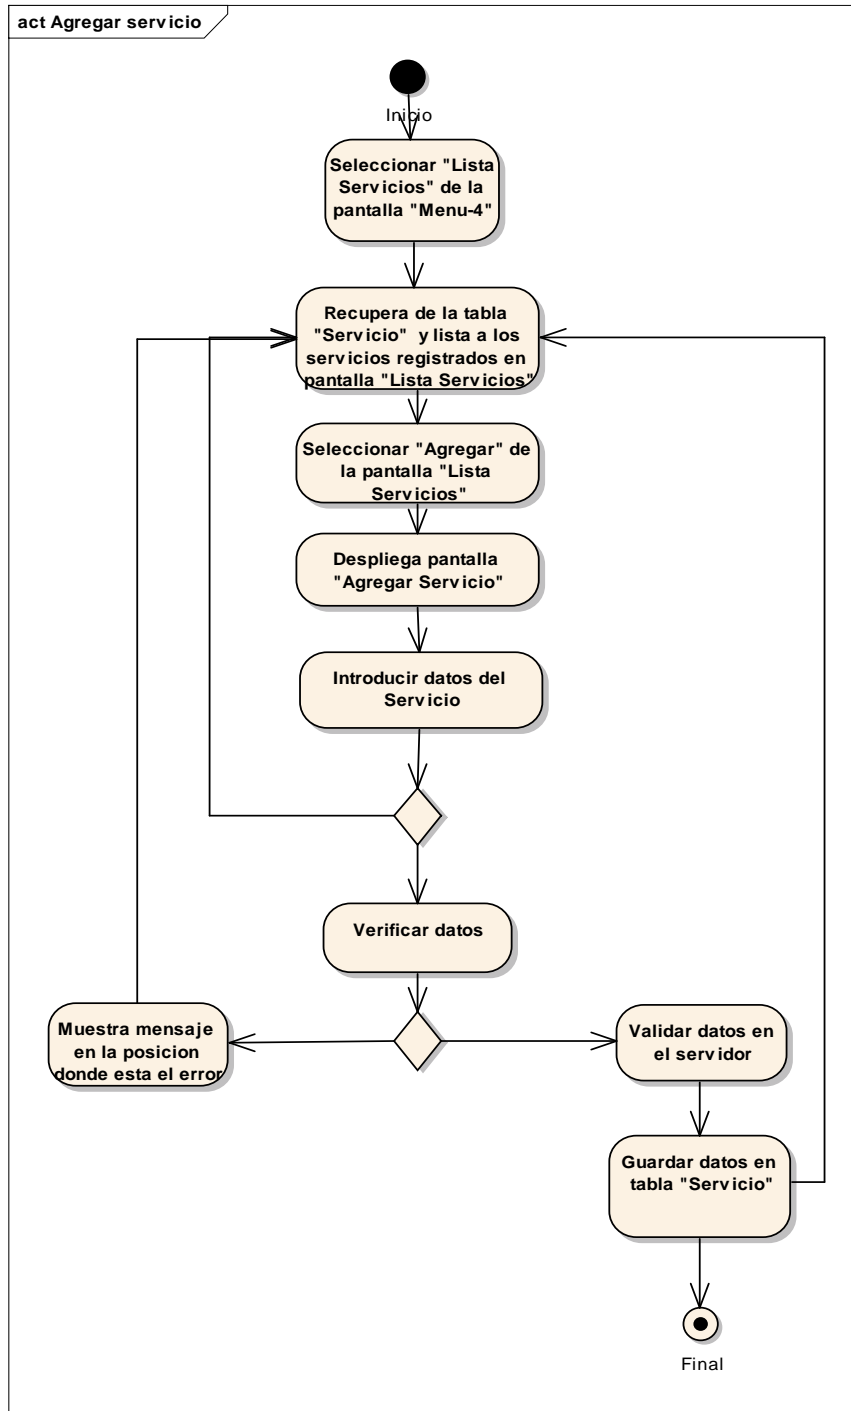 act Agregar servicio
Inicio
Seleccionar "Lista
Servicios" de la
pantalla "Menu-4"
Recupera de la tabla
"Servicio" y lista a los
servicios registrados en
pantalla "Lista Servicios"
Seleccionar "Agregar" de
la pantalla "Lista
Servicios"
Despliega pantalla
"Agregar Servicio"
Introducir datos del
Servicio
Verificar datos
Muestra mensaje
en la posicion
donde esta el error
Validar datos en
el servidor
Guardar datos en
tabla "Servicio"
Final